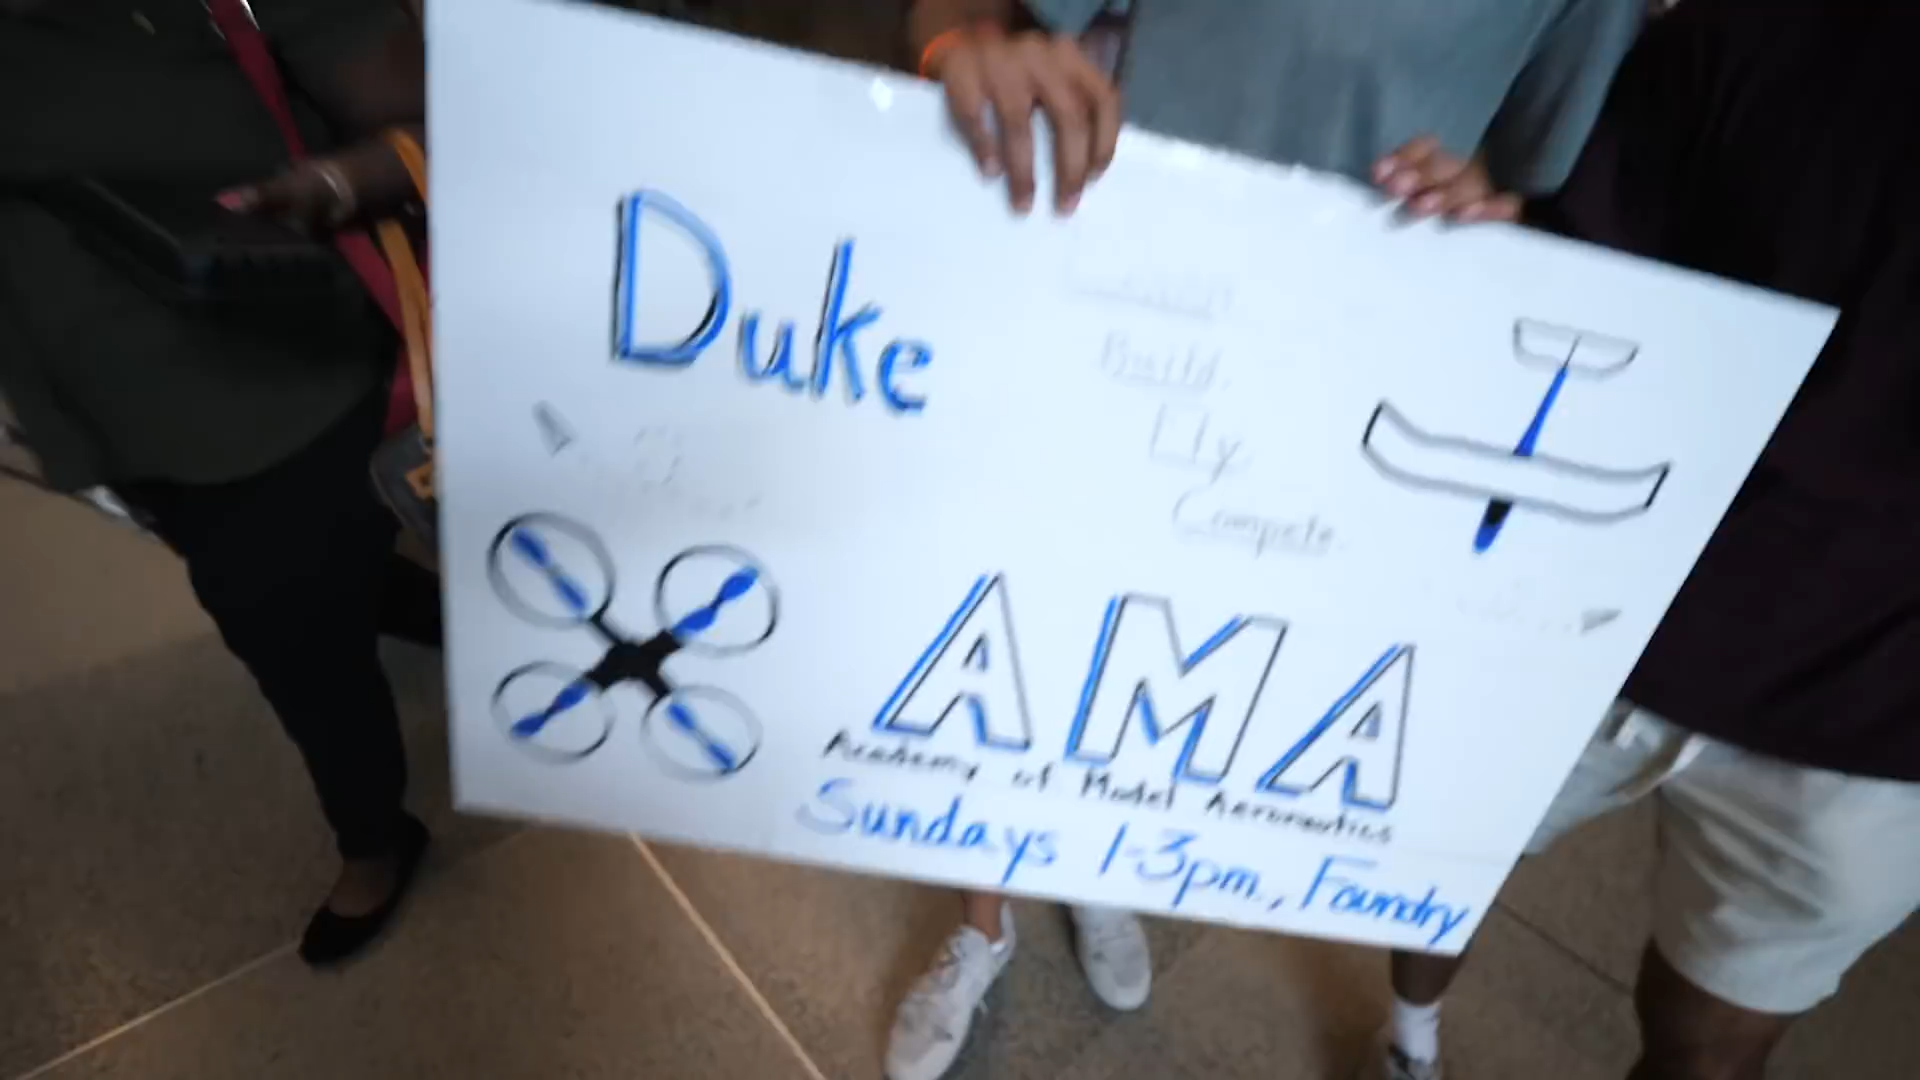 Duke
Build.
Fly.
Compete.
AMA
Academy of Model Aeronautics
Sundays 1-3pm, Foundry